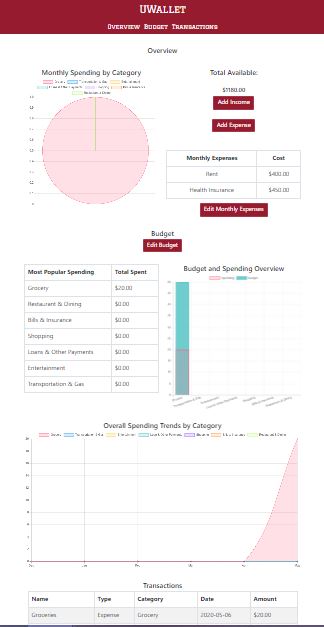 UWallet
Overview Budget Transactions
Overview
Monthly Spending by Category
Total Available:
$1180.00
Add Income
Add Expense
Monthly Expenses Cost
Rent $400.00
Health Insurance $450.00
Edit Monthly Expenses
Budget
Edit Budget
Most Popular Spending Total Spent
Grocery $20.00
Restaurant & Dining $0.00
Bills & Insurance $0.00
Shopping $0.00
Loans & Other Payments $0.00
Entertainment $0.00
Transportation & Gas $0.00
Budget and Spending Overview
Overall Spending Trends by Category
Transactions
Name Type Category Date Amount
Groceries Expense Grocery 2020-05-06 $20.00